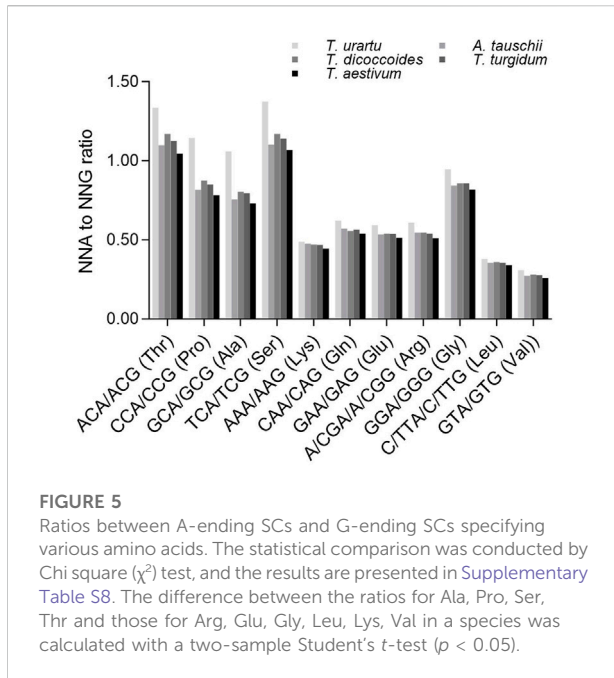 T. urartu
A. tauschii
T. dicoccoides
T. turgidum
T. aestivum
NNA to NNG ratio
1.50
1.00
0.50
0.00
ACA/ACG (Thr)
CCA/CCG (Pro)
GCA/GCG (Ala)
TCA/TCG (Ser)
AAA/AAG (Lys)
CAA/CAG (Gln)
GAA/GAG (Glu)
A/CGA/A/CGG (Arg)
GGA/GGG (Gly)
C/TTA/C/TTG (Leu)
GTA/GTG (Val))
FIGURE 5
Ratios between A-ending SCs and G-ending SCs specifying
various amino acids. The statistical comparison was conducted by
Chi square (χ²) test, and the results are presented in Supplementary
Table S8. The difference between the ratios for Ala, Pro, Ser,
Thr and those for Arg, Glu, Gly, Leu, Lys, Val in a species was
calculated with a two-sample Student’s t-test (p < 0.05).